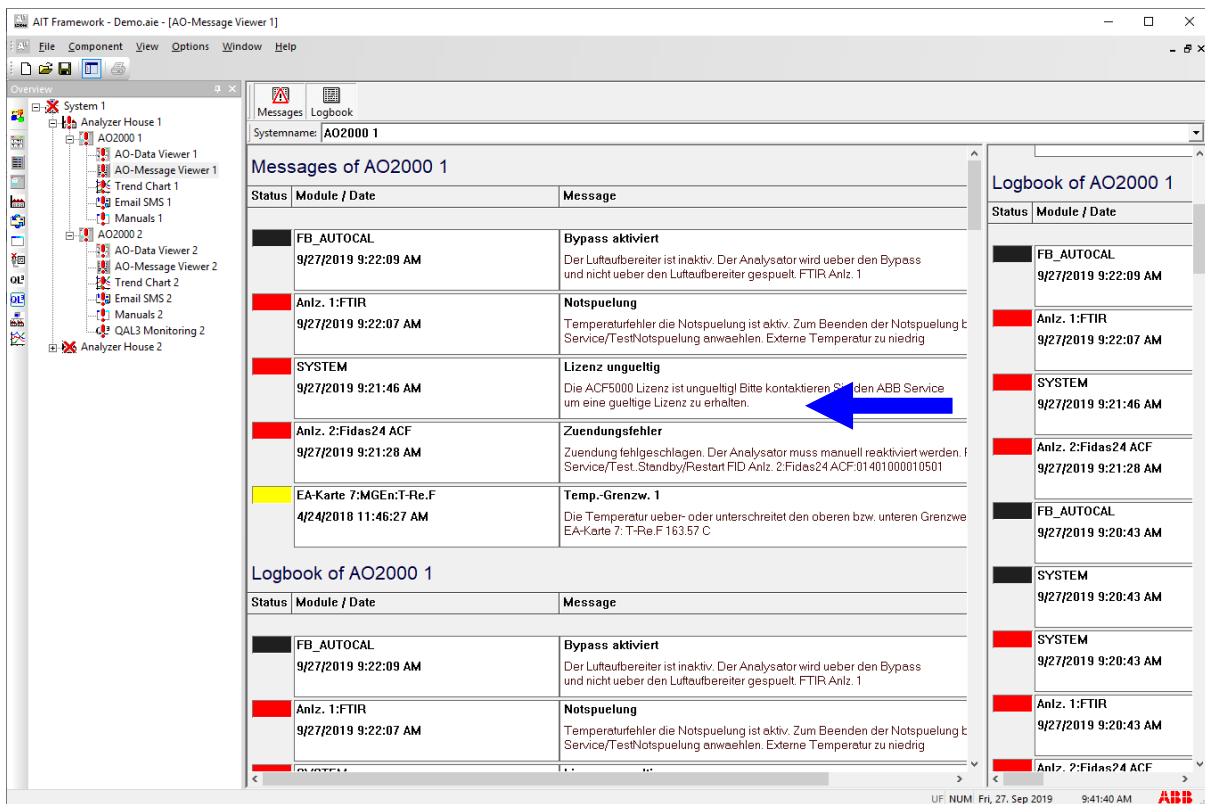 AIT Framework - Demo.aie - [AO-Message Viewer 1]
File Component View Options Window Help
Overview
System 1
Analyzer House 1
AO2000 1
AO-Data Viewer 1
AO-Message Viewer 1
Trend Chart 1
Email SMS 1
Manuals 1
AO2000 2
AO-Data Viewer 2
AO-Message Viewer 2
Trend Chart 2
Email SMS 2
Manuals 2
QAL3 Monitoring 2
Analyzer House 2
Messages Logbook
Systemname: AO2000 1
Messages of AO2000 1
Status Module / Date Message
FB_AUTOCAL Bypass aktiviert
9/27/2019 9:22:09 AM Der Luftaufbereiter ist inaktiv. Der Analysator wird ueber den Bypass
und nicht ueber den Luftaufbereiter gespuelt. FTIR Anlz. 1
Anlz. 1:FTIR Notspuelung
9/27/2019 9:22:07 AM Temperaturfehler die Notspuelung ist aktiv. Zum Beenden der Notspuelung b
Service/TestNotspuelung anwaehlen. Externe Temperatur zu niedrig
SYSTEM Lizenz ungueltig
9/27/2019 9:21:46 AM Die ACF5000 Lizenz ist ungueltig! Bitte kontaktieren Sie den ABB Service
um eine gueltige Lizenz zu erhalten.
Anlz. 2:Fidas24 ACF Zuendungsfehler
9/27/2019 9:21:28 AM Zuendung fehlgeschlagen. Der Analysator muss manuell reaktiviert werden.
Service/Test..Standby/Restart FID Anlz. 2:Fidas24 ACF:01401000010501
EA-Karte 7:MGEn:T-Re.F Temp.-Grenzw. 1
4/24/2018 11:46:27 AM Die Temperatur ueber- oder unterschreitet den oberen bzw. unteren Grenzwe
EA-Karte 7: T-Re.F 163.57 C
Logbook of AO2000 1
Status Module / Date Message
FB_AUTOCAL Bypass aktiviert
9/27/2019 9:22:09 AM Der Luftaufbereiter ist inaktiv. Der Analysator wird ueber den Bypass
und nicht ueber den Luftaufbereiter gespuelt. FTIR Anlz. 1
Anlz. 1:FTIR Notspuelung
9/27/2019 9:22:07 AM Temperaturfehler die Notspuelung ist aktiv. Zum Beenden der Notspuelung b
Service/TestNotspuelung anwaehlen. Externe Temperatur zu niedrig
Logbook of AO2000 1
Status Module / Date
FB_AUTOCAL
9/27/2019 9:22:09 AM
Anlz. 1:FTIR
9/27/2019 9:22:07 AM
SYSTEM
9/27/2019 9:21:46 AM
Anlz. 2:Fidas24 ACF
9/27/2019 9:21:28 AM
FB_AUTOCAL
9/27/2019 9:20:43 AM
SYSTEM
9/27/2019 9:20:43 AM
SYSTEM
9/27/2019 9:20:43 AM
Anlz. 1:FTIR
9/27/2019 9:20:43 AM
Anlz. 2:Fidas24 ACF
UF NUM Fri, 27. Sep 2019 9:41:40 AM ABB